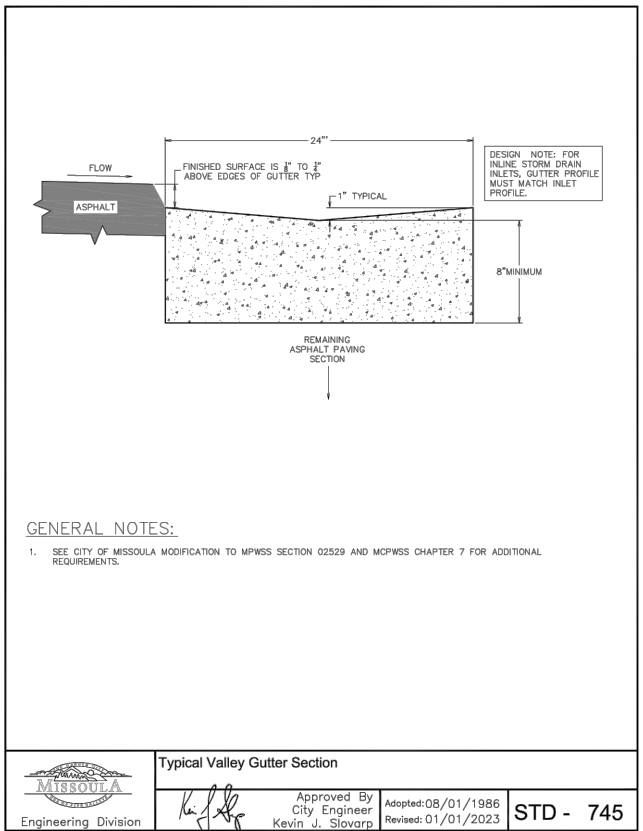 24"'
FLOW
FINISHED SURFACE IS 1/8" TO 1/4"
ABOVE EDGES OF GUTTER TYP
DESIGN NOTE: FOR
INLINE STORM DRAIN
INLETS, GUTTER PROFILE
MUST MATCH INLET
PROFILE.
1" TYPICAL
ASPHALT
8"MINIMUM
REMAINING
ASPHALT PAVING
SECTION
GENERAL NOTES:
1. SEE CITY OF MISSOULA MODIFICATION TO MPWSS SECTION 02529 AND MCPWSS CHAPTER 7 FOR ADDITIONAL
REQUIREMENTS.
MISSOULA
Engineering Division
Typical Valley Gutter Section
Approved By
City Engineer
Kevin J. Slovarp
Adopted:08/01/1986
Revised: 01/01/2023
STD - 745